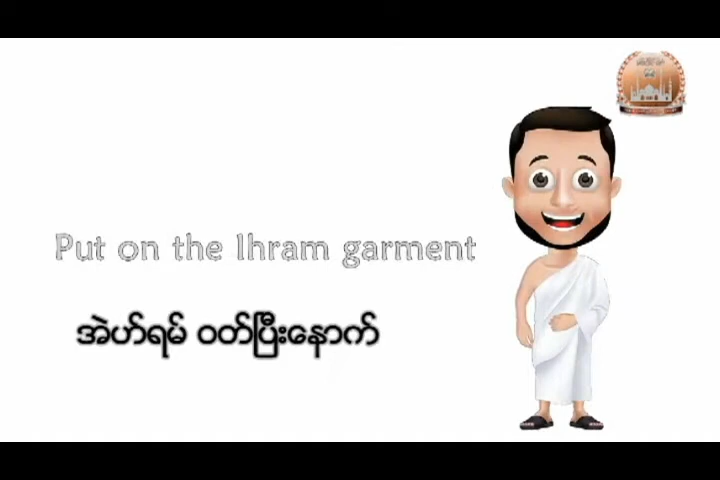 Put on the Ihram garment
အဲဟ်ရမ် ဝတ်ပြီးနောက်